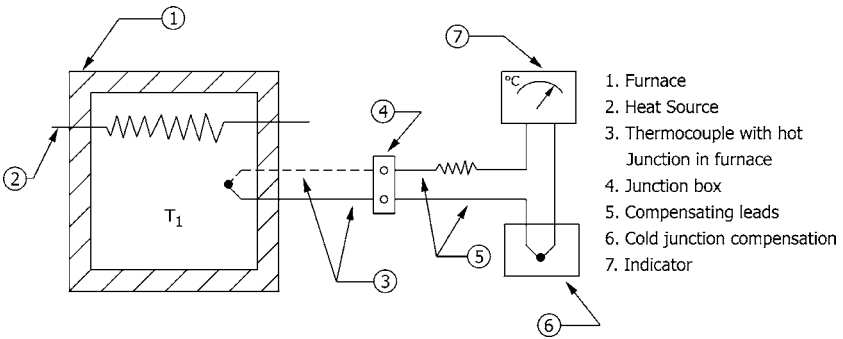 1
7
°C
1. Furnace
2. Heat Source
3. Thermocouple with hot
Junction in furnace
4. Junction box
5. Compensating leads
6. Cold junction compensation
7. Indicator
4
2
T1
5
3
6